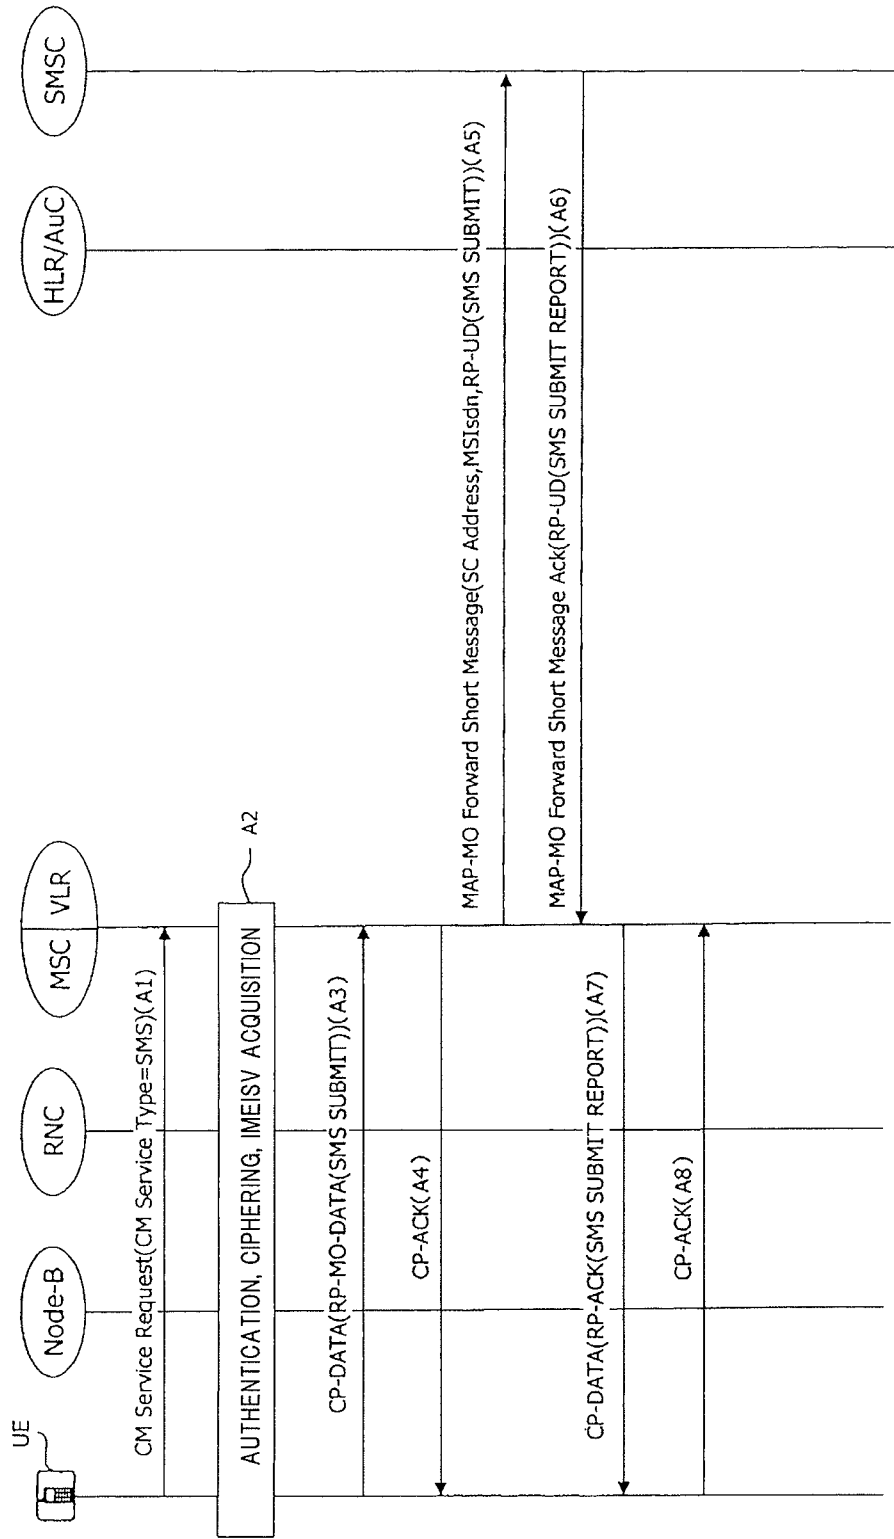 UE
Node-B
RNC
MSC VLR
HLR/AuC
SMSC
CM Service Request(CM Service Type=SMS)(A1)
AUTHENTICATION, CIPHERING, IMEISV ACQUISITION
A2
CP-DATA(RP-MO-DATA(SMS SUBMIT))(A3)
CP-ACK(A4)
MAP-MO Forward Short Message(SC Address,MSIsdn,RP-UD(SMS SUBMIT))(A5)
MAP-MO Forward Short Message Ack(RP-UD(SMS SUBMIT REPORT))(A6)
CP-DATA(RP-ACK(SMS SUBMIT REPORT))(A7)
CP-ACK(A8)